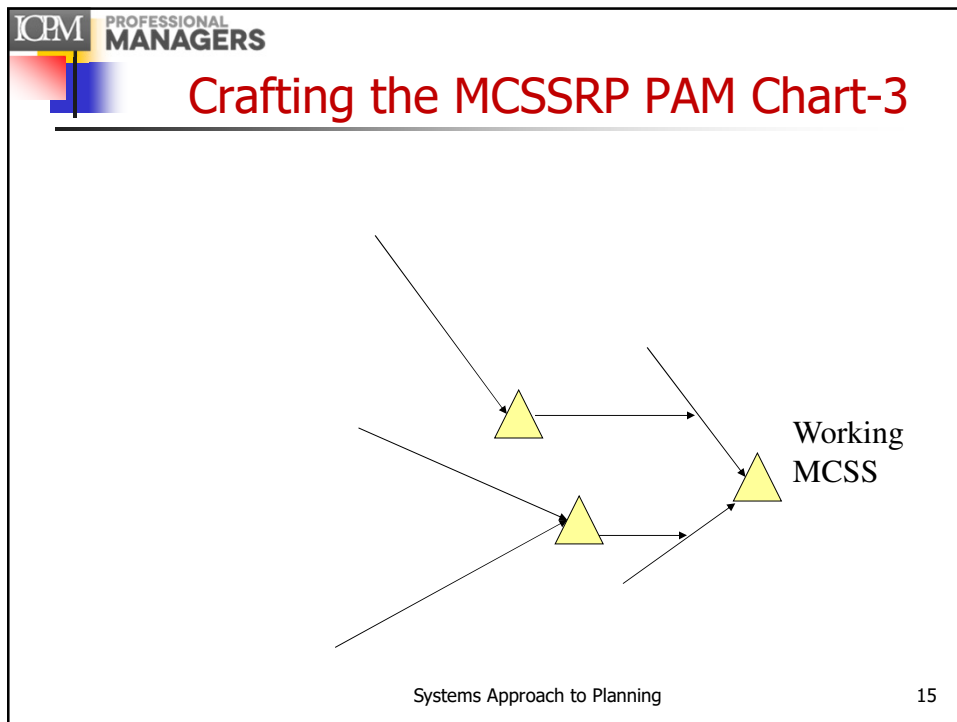 ICPM PROFESSIONAL
MANAGERS
Crafting the MCSSRP PAM Chart-3
Working
MCSS
Systems Approach to Planning 15